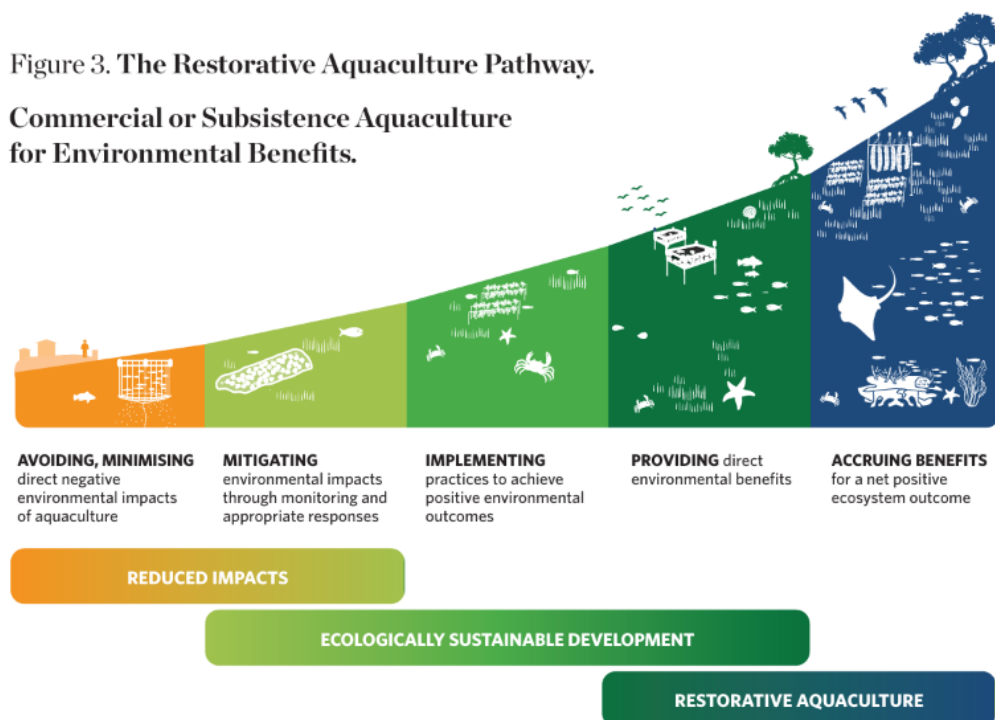 Figure 3. The Restorative Aquaculture Pathway.
Commercial or Subsistence Aquaculture
for Environmental Benefits.
AVOIDING, MINIMISING
direct negative
environmental impacts
of aquaculture
MITIGATING
environmental impacts
through monitoring and
appropriate responses
IMPLEMENTING
practices to achieve
positive environmental
outcomes
PROVIDING direct
environmental benefits
ACCRUING BENEFITS
for a net positive
ecosystem outcome
REDUCED IMPACTS
ECOLOGICALLY SUSTAINABLE DEVELOPMENT
RESTORATIVE AQUACULTURE